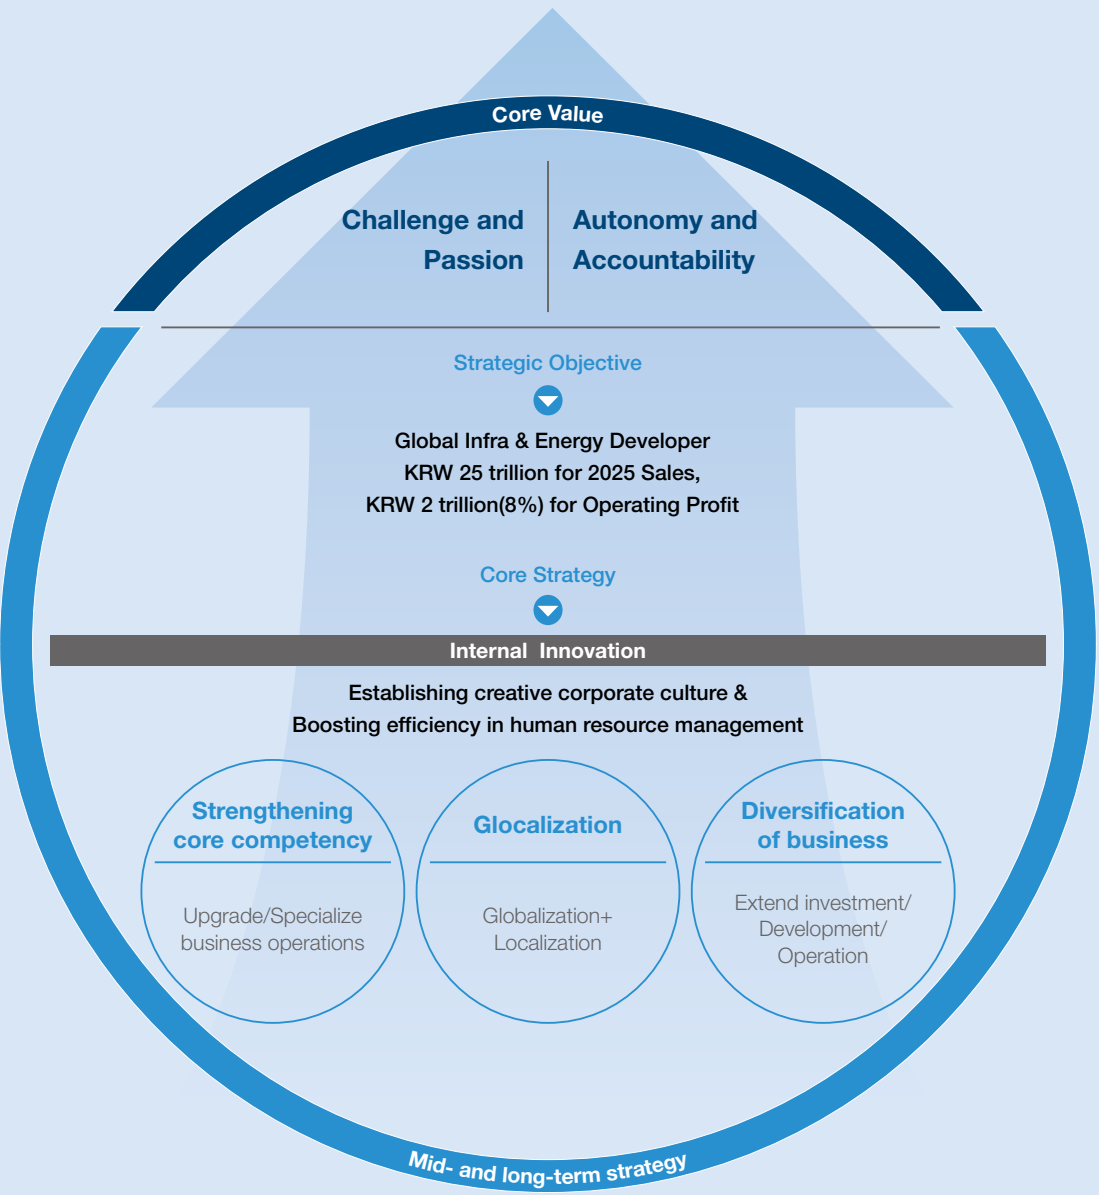 Core Value
Challenge and
Passion
Autonomy and
Accountability
Strategic Objective
Global Infra & Energy Developer
KRW 25 trillion for 2025 Sales,
KRW 2 trillion(8%) for Operating Profit
Core Strategy
Internal Innovation
Establishing creative corporate culture &
Boosting efficiency in human resource management
Strengthening
core competency
Upgrade/Specialize
business operations
Glocalization
Globalization+
Localization
Diversification
of business
Extend investment/
Development/
Operation
Mid- and long-term strategy